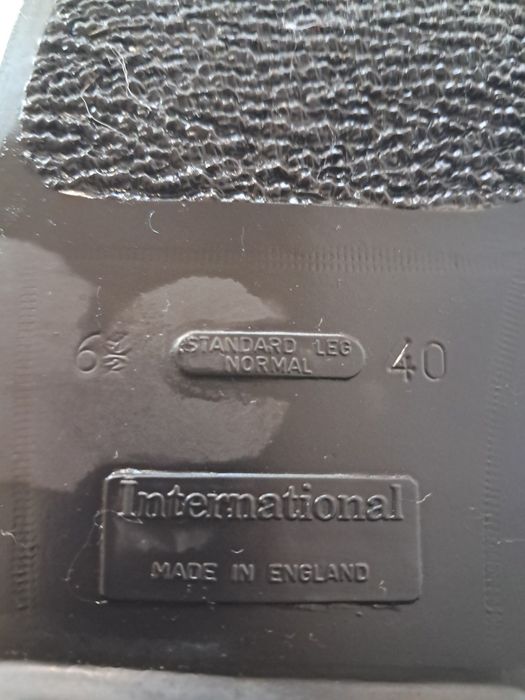 6½ STANDARD LEG 40
NORMAL
International
MADE IN ENGLAND